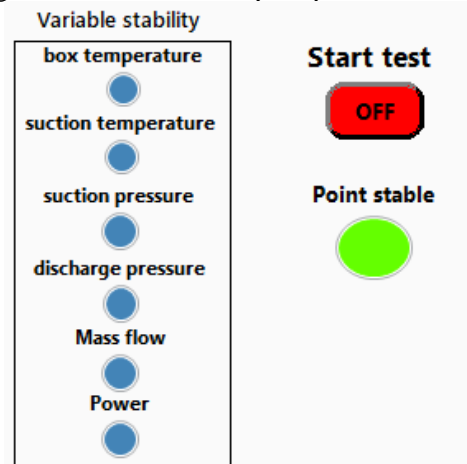 Variable stability
box temperature
suction temperature
suction pressure
discharge pressure
Mass flow
Power
Start test
OFF
Point stable